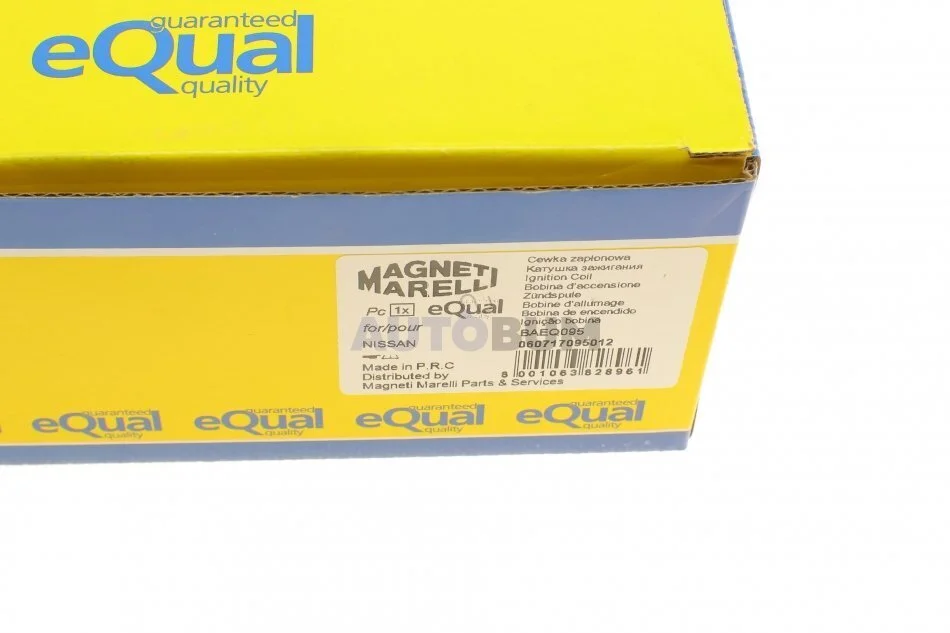 guaranteed
eQual
quality
MAGNETI
MARELLI
Pc 1x eQual
for/pour
NISSAN
Made in P.R.C
Distributed by
Magneti Marelli Parts & Services
Cewka zapłonowa
Катушка зажигания
Ignition Coil
Bobina d'accensione
Zündspule
Bobine d'allumage
Bobina de encendido
Ignição bobina
BAEQ095
060717095012
8 001063 828961
AUTOBUM
guaranteed
eQual
quality
guaranteed
eQual
quality
guaranteed
eQual
quality
guaranteed
eQual
quality